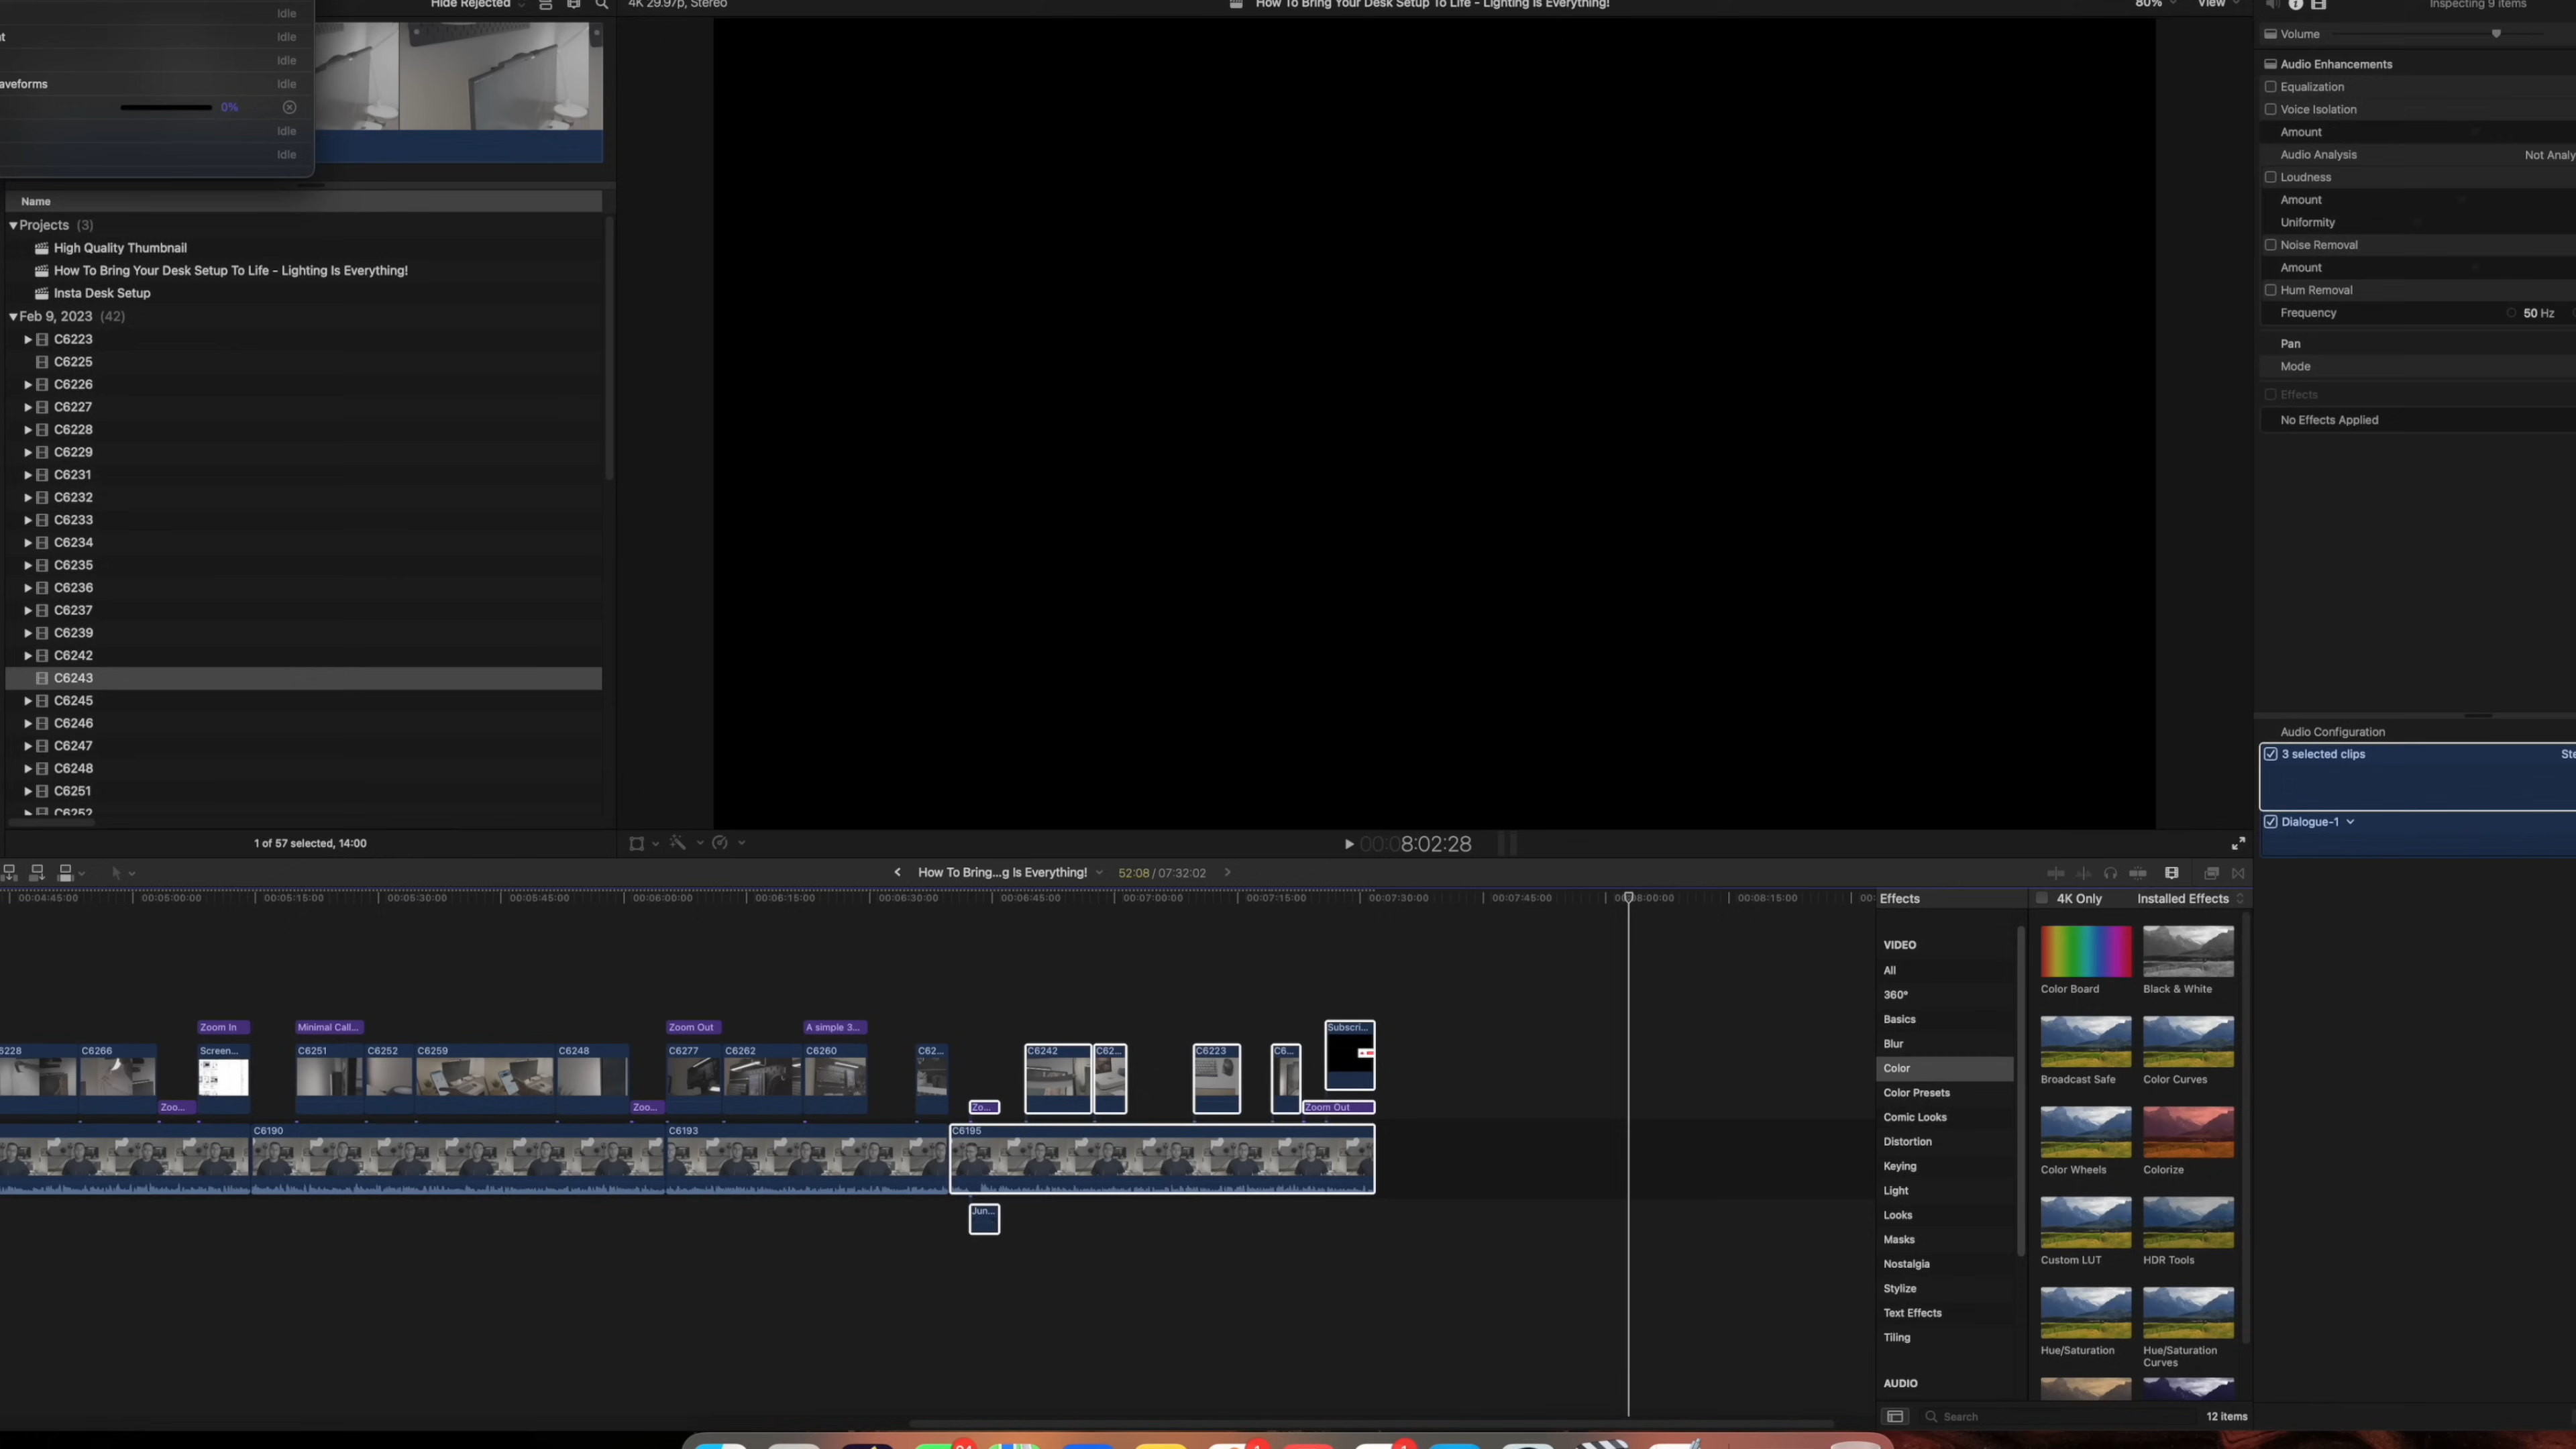 Idle
Hide Rejected
4K 29.97p, Stereo
How To Bring Your Desk Setup To Life - Lighting Is Everything!
80%
View
Inspecting 9 items
Idle
Idle
aveforms
Idle
0%
Idle
Idle
Volume
Audio Enhancements
Equalization
Voice Isolation
Amount
Audio Analysis
Not Analy
Loudness
Amount
Uniformity
Noise Removal
Amount
Hum Removal
Frequency
50 Hz
Pan
Mode
Effects
No Effects Applied
Name
Projects (3)
High Quality Thumbnail
How To Bring Your Desk Setup To Life - Lighting Is Everything!
Insta Desk Setup
Feb 9, 2023 (42)
C6223
C6225
C6226
C6227
C6228
C6229
C6231
C6232
C6233
C6234
C6235
C6236
C6237
C6239
C6242
C6243
C6245
C6246
C6247
C6248
C6251
C6252
1 of 57 selected, 14:00
00:08:02:28
Audio Configuration
3 selected clips
Ste
Dialogue-1
How To Bring...g Is Everything!
52:08 / 07:32:02
00:04:45:00
00:05:00:00
00:05:15:00
00:05:30:00
00:05:45:00
00:06:00:00
00:06:15:00
00:06:30:00
00:06:45:00
00:07:00:00
00:07:15:00
00:07:30:00
00:07:45:00
00:08:00:00
00:08:15:00
00:
Zoom In
Minimal Call...
Zoom Out
A simple 3...
Subscri...
6228
C6266
Screen...
C6251
C6252
C6259
C6248
C6277
C6262
C6260
C62...
C6242
C62...
C6223
C6...
Zoo...
Zoo...
Zo...
Zoom Out
C6190
C6193
C6195
Jun...
Effects
4K Only
Installed Effects
VIDEO
All
360°
Basics
Blur
Color
Color Presets
Comic Looks
Distortion
Keying
Light
Looks
Masks
Nostalgia
Stylize
Text Effects
Tiling
AUDIO
Color Board
Black & White
Broadcast Safe
Color Curves
Color Wheels
Colorize
Custom LUT
HDR Tools
Hue/Saturation
Hue/Saturation
Curves
Search
12 items